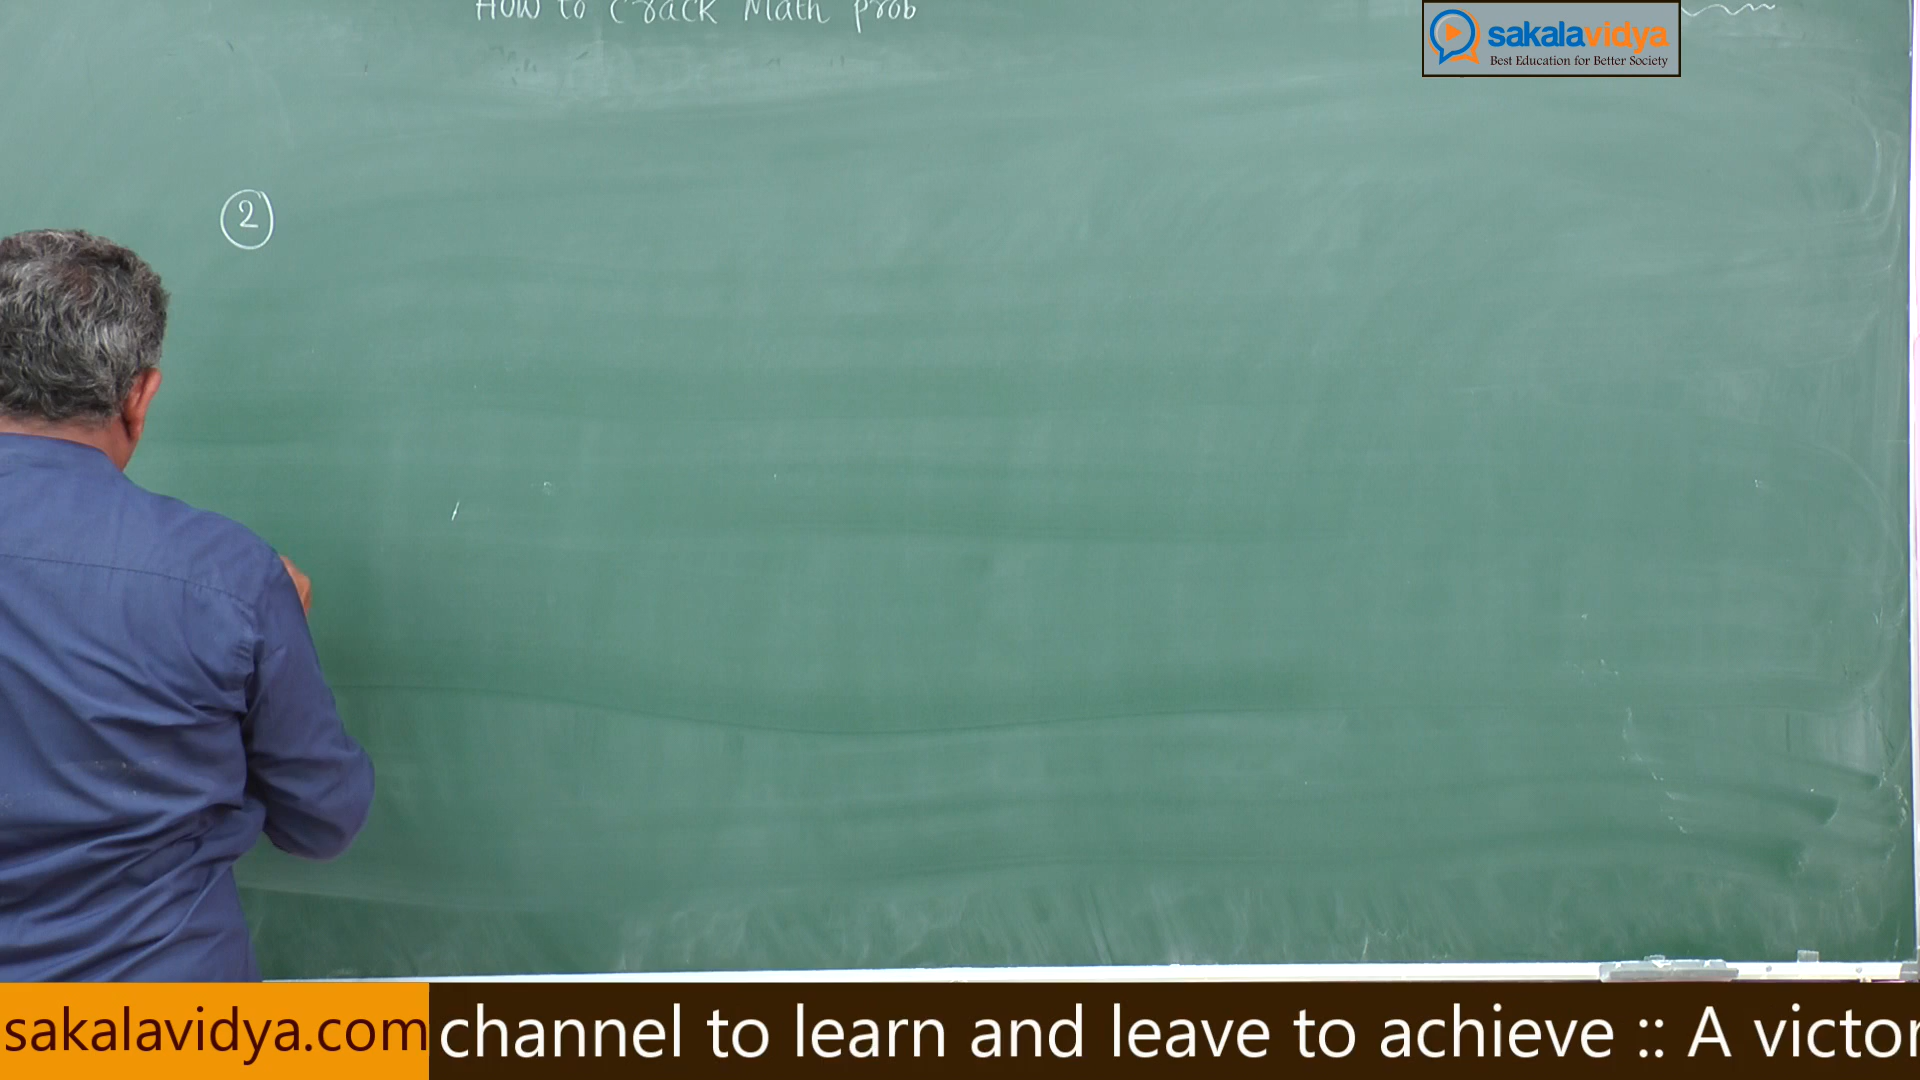 How to Crack Math prob
sakalavidya
Best Education for Better Society
2
sakalavidya.com channel to learn and leave to achieve :: A victor